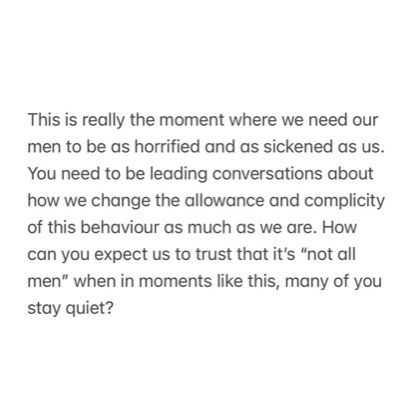 This is really the moment where we need our
men to be as horrified and as sickened as us.
You need to be leading conversations about
how we change the allowance and complicity
of this behaviour as much as we are. How
can you expect us to trust that it’s “not all
men” when in moments like this, many of you
stay quiet?